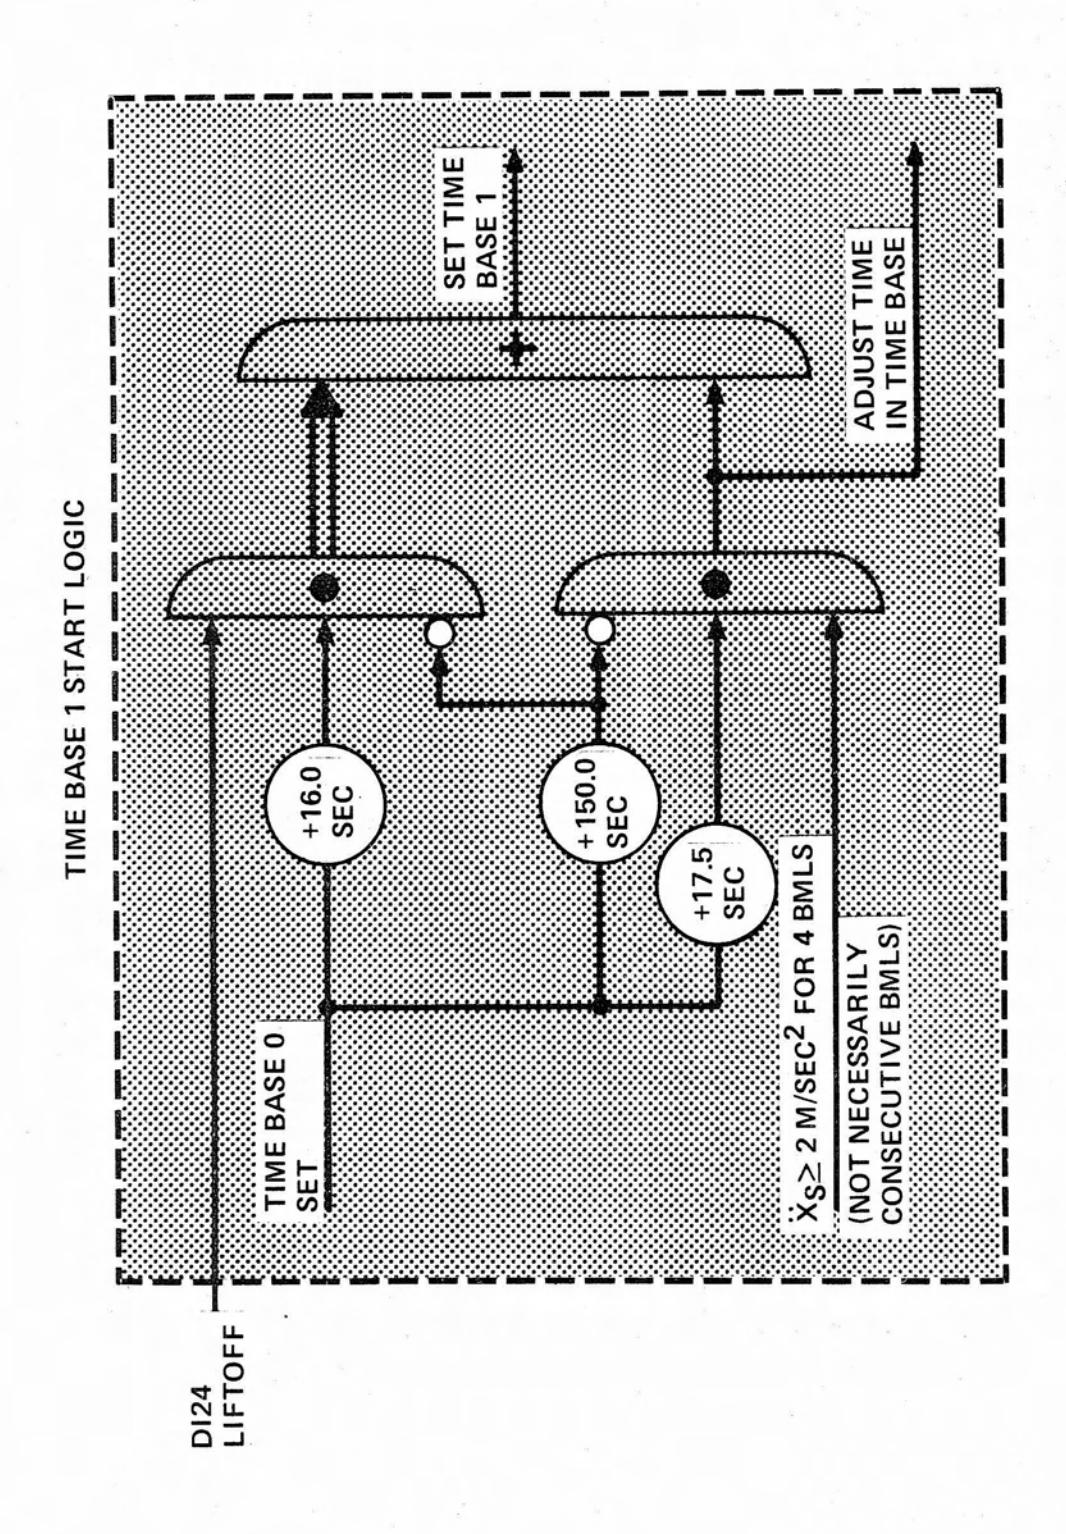 TIME BASE 1 START LOGIC
DI24
LIFTOFF
TIME BASE 0
SET
+16.0
SEC
+150.0
SEC
+17.5
SEC
Ẍ_S ≥ 2 M/SEC² FOR 4 BMLS
(NOT NECESSARILY
CONSECUTIVE BMLS)
+
SET TIME
BASE 1
ADJUST TIME
IN TIME BASE